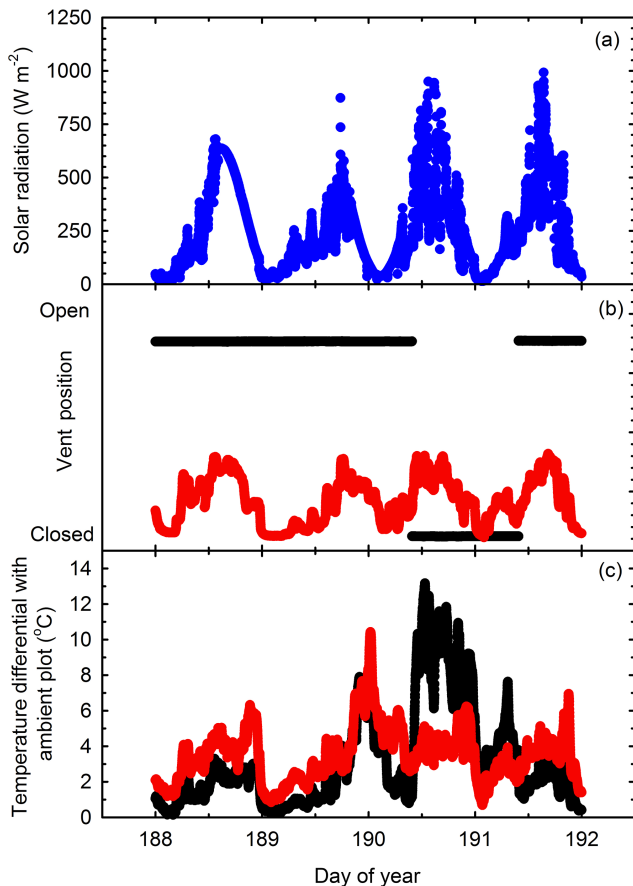 1250
(a)
1000
750
500
250
0
Solar radiation (W m-2)
Open
(b)
Vent position
Closed
14
(c)
12
10
8
6
4
2
0
Temperature differential with
ambient plot (⁰C)
188
189
190
191
192
Day of year